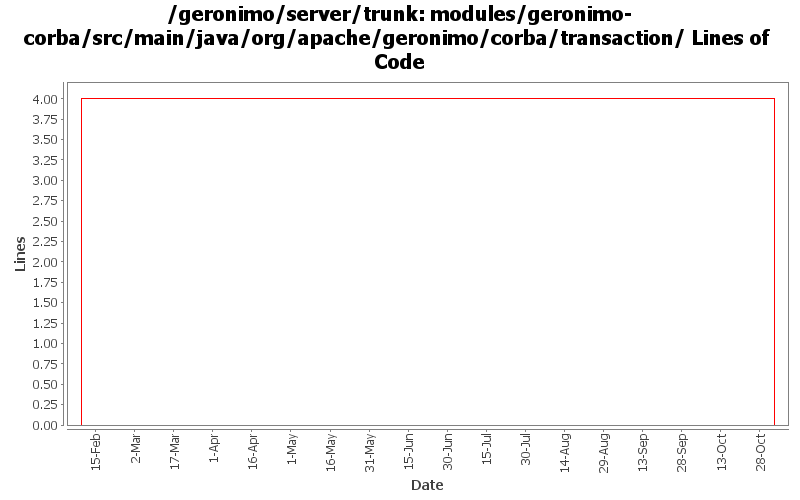 /geronimo/server/trunk: modules/geronimo-
corba/src/main/java/org/apache/geronimo/corba/transaction/ Lines of
Code
4.00
3.75
3.50
3.25
3.00
2.75
2.50
2.25
2.00
1.75
1.50
1.25
1.00
0.75
0.50
0.25
0.00
Lines
15-Feb
2-Mar
17-Mar
1-Apr
16-Apr
1-May
16-May
31-May
15-Jun
30-Jun
15-Jul
30-Jul
14-Aug
29-Aug
13-Sep
28-Sep
13-Oct
28-Oct
Date